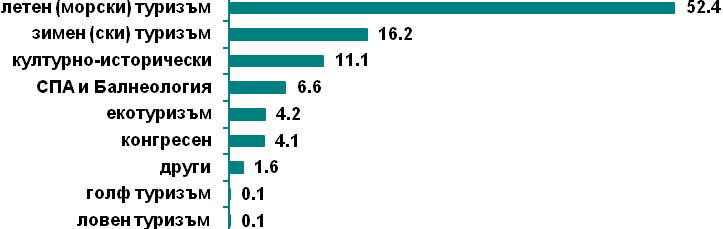 летен (морски) туризъм 52.4
зимен (ски) туризъм 16.2
културно-исторически 11.1
СПА и Балнеология 6.6
екотуризъм 4.2
конгресен 4.1
други 1.6
голф туризъм 0.1
ловен туризъм 0.1